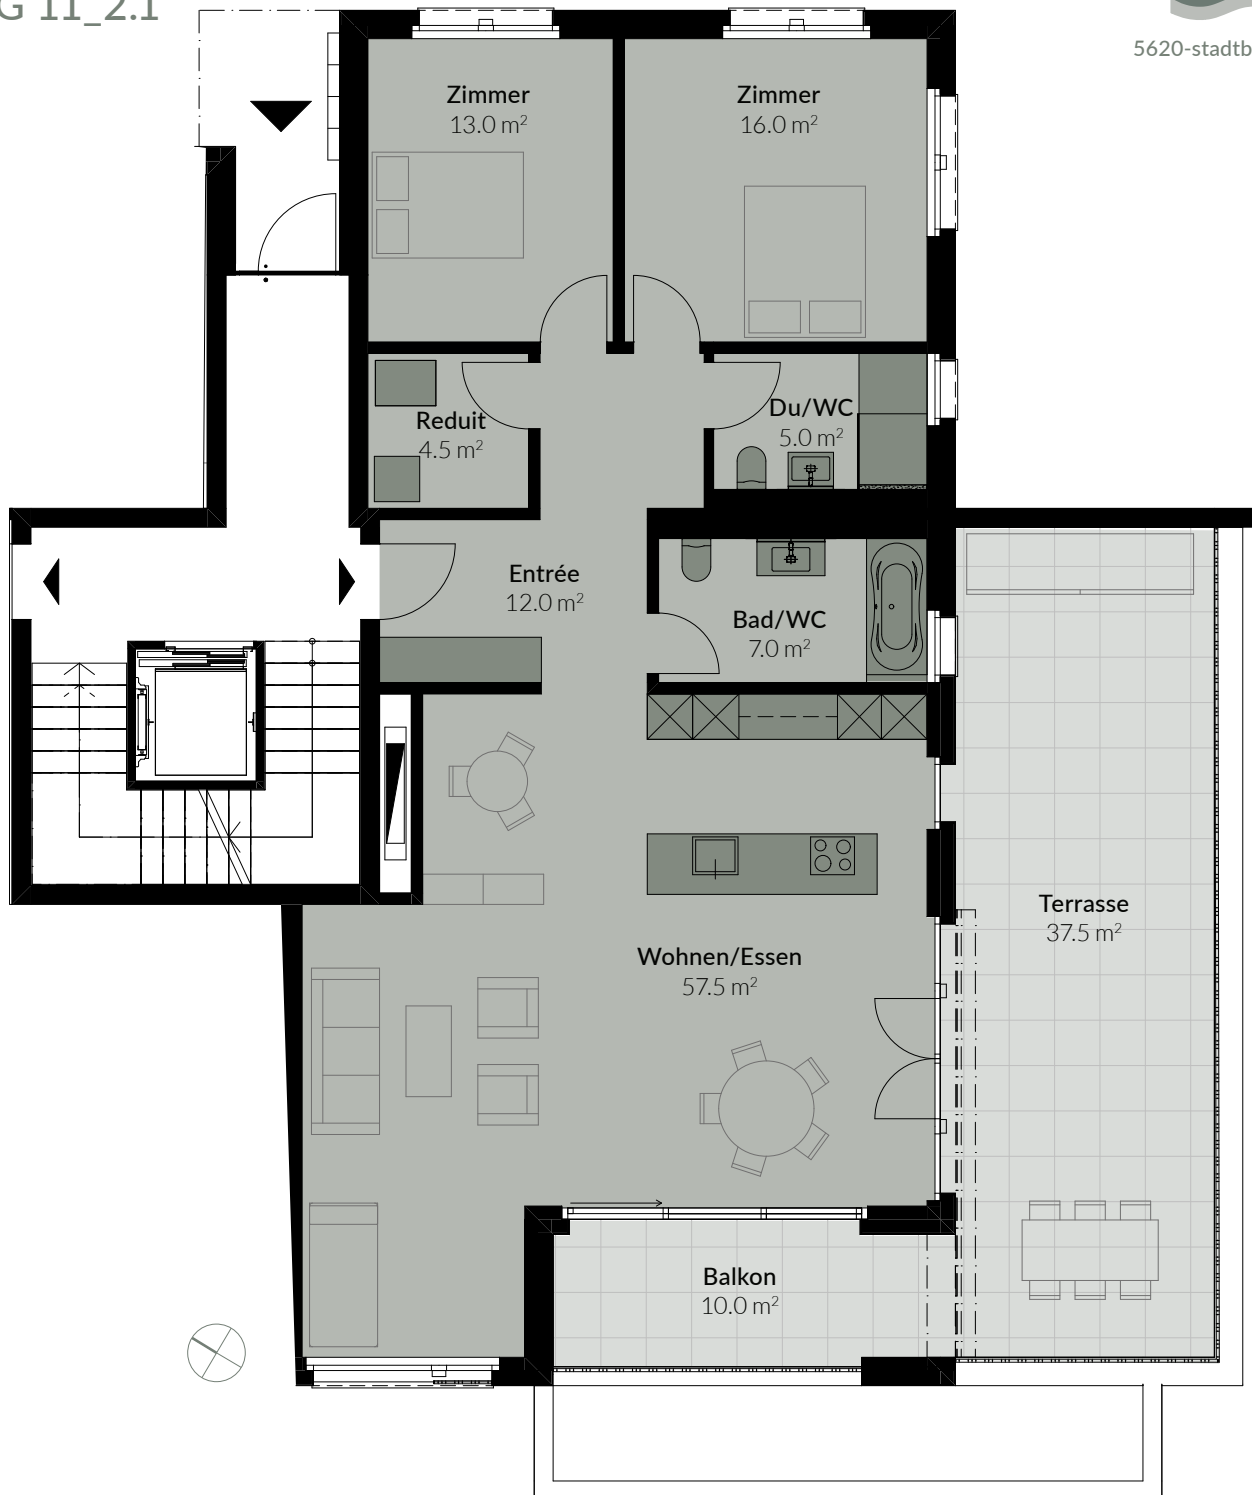 G 11_2.1
5620-stadtb
Zimmer
13.0 m²
Zimmer
16.0 m²
Reduit
4.5 m²
Du/WC
5.0 m²
Entrée
12.0 m²
Bad/WC
7.0 m²
Terrasse
37.5 m²
Wohnen/Essen
57.5 m²
Balkon
10.0 m²